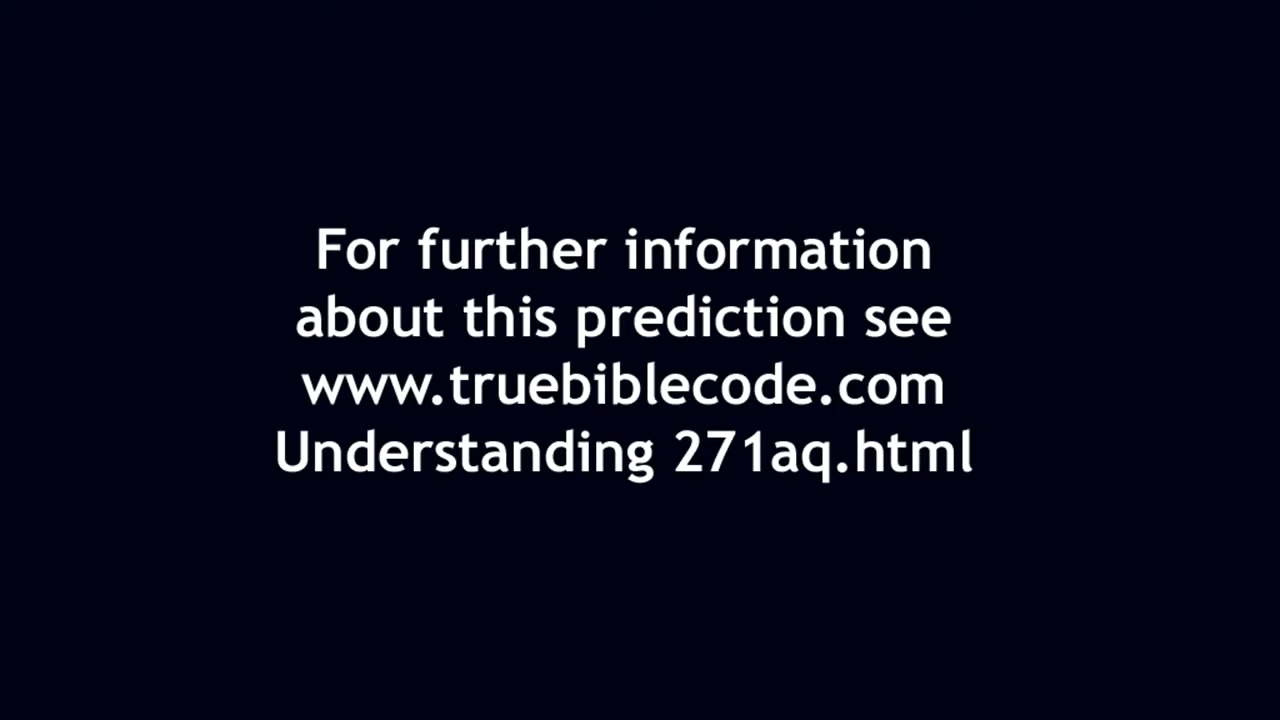 For further information
about this prediction see
www.truebiblecode.com
Understanding 271aq.html